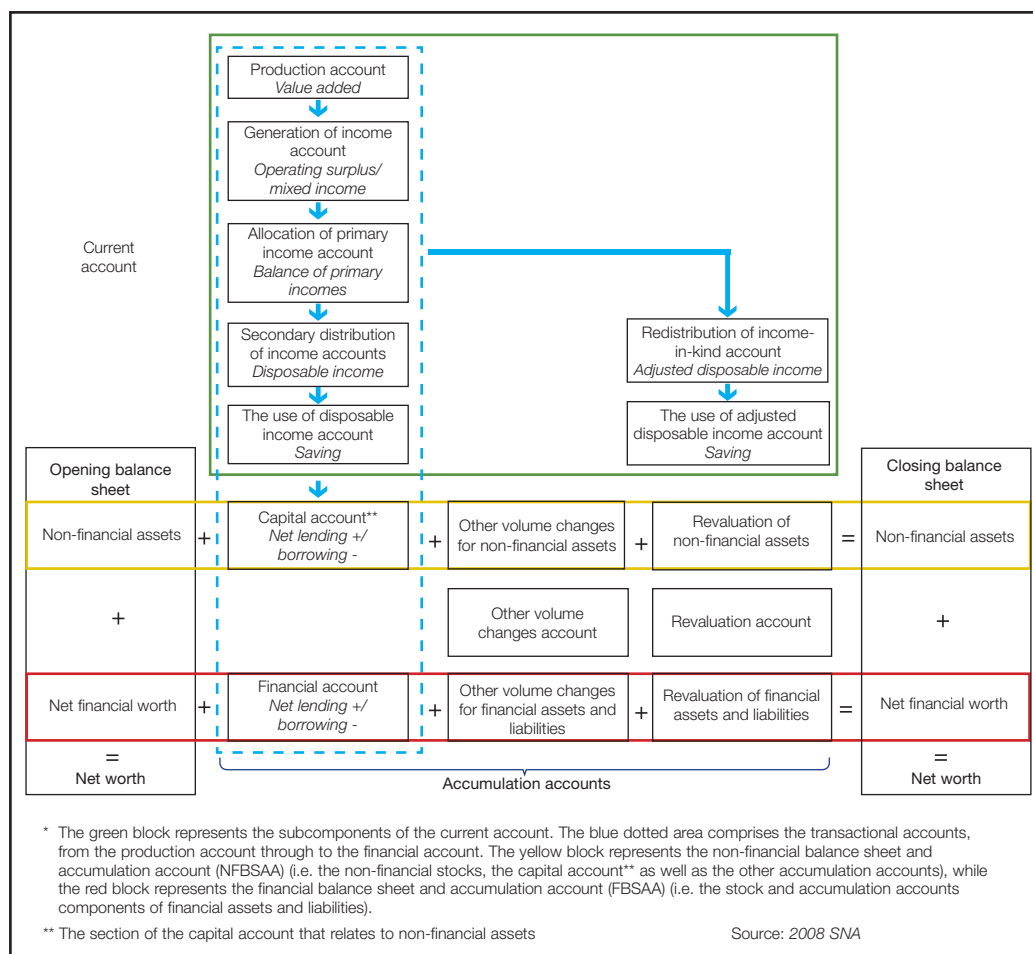 Production account
Value added
Generation of income
account
Operating surplus/
mixed income
Current
account
Allocation of primary
income account
Balance of primary
incomes
Secondary distribution
of income accounts
Disposable income
Redistribution of income-
in-kind account
Adjusted disposable income
The use of disposable
income account
Saving
The use of adjusted
disposable income account
Saving
Opening balance
sheet
Closing balance
sheet
Non-financial assets
+
Capital account**
Net lending +/
borrowing -
+
Other volume changes
for non-financial assets
+
Revaluation of
non-financial assets
=
Non-financial assets
+
Other volume
changes account
Revaluation account
+
Net financial worth
+
Financial account
Net lending +/
borrowing -
+
Other volume changes
for financial assets and
liabilities
+
Revaluation of financial
assets and liabilities
=
Net financial worth
=
Net worth
Accumulation accounts
=
Net worth
* The green block represents the subcomponents of the current account. The blue dotted area comprises the transactional accounts,
from the production account through to the financial account. The yellow block represents the non-financial balance sheet and
accumulation account (NFBSAA) (i.e. the non-financial stocks, the capital account** as well as the other accumulation accounts), while
the red block represents the financial balance sheet and accumulation account (FBSAA) (i.e. the stock and accumulation accounts
components of financial assets and liabilities).
** The section of the capital account that relates to non-financial assets
Source: 2008 SNA